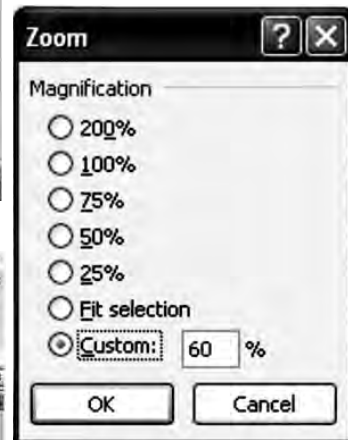 Zoom ? X
Magnification
200%
100%
75%
50%
25%
Fit selection
Custom: 60 %
OK Cancel